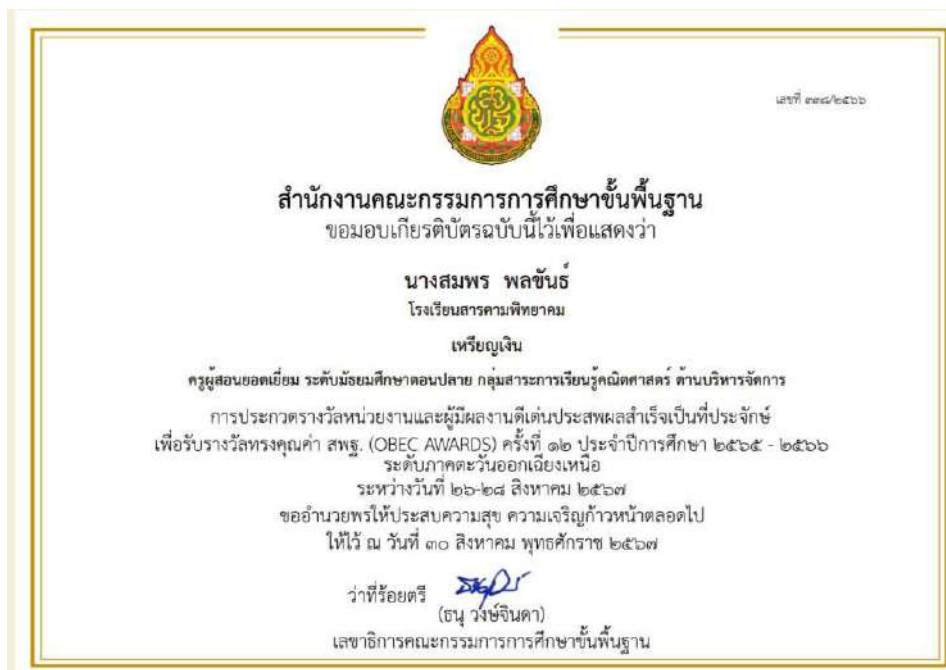 เลขที่ ๓๓๘/๒๕๖๖
สำนักงานคณะกรรมการการศึกษาขั้นพื้นฐาน
ขอมอบเกียรติบัตรฉบับนี้ไว้เพื่อแสดงว่า
นางสมพร พลขันธ์
โรงเรียนสารคามพิทยาคม
เหรียญเงิน
ครูผู้สอนยอดเยี่ยม ระดับมัธยมศึกษาตอนปลาย กลุ่มสาระการเรียนรู้คณิตศาสตร์ ด้านบริหารจัดการ
การประกวดรางวัลหน่วยงานและผู้มีผลงานดีเด่นประสพผลสำเร็จเป็นที่ประจักษ์
เพื่อรับรางวัลทรงคุณค่า สพฐ. (OBEC AWARDS) ครั้งที่ ๑๒ ประจำปีการศึกษา ๒๕๖๕ - ๒๕๖๖
ระดับภาคตะวันออกเฉียงเหนือ
ระหว่างวันที่ ๒๖-๒๘ สิงหาคม ๒๕๖๗
ขออำนวยพรให้ประสบความสุข ความเจริญก้าวหน้าตลอดไป
ให้ไว้ ณ วันที่ ๓๐ สิงหาคม พุทธศักราช ๒๕๖๗
ว่าที่ร้อยตรี
(ธนุ วงษ์จินดา)
เลขาธิการคณะกรรมการการศึกษาขั้นพื้นฐาน